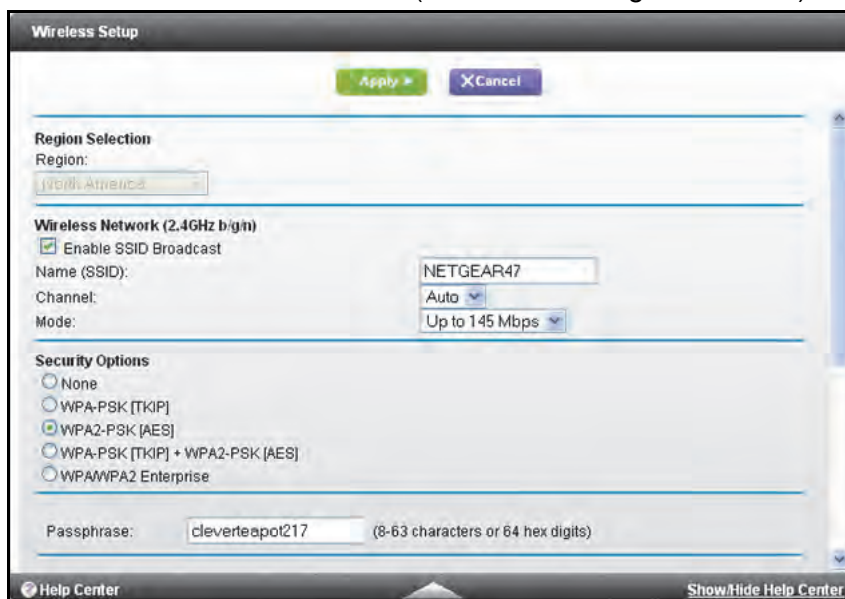 Wireless Setup
Apply
XCancel
Region Selection
Region:
North America
Wireless Network (2.4GHz b/g/n)
Enable SSID Broadcast
Name (SSID): NETGEAR47
Channel: Auto
Mode: Up to 145 Mbps
Security Options
None
WPA-PSK [TKIP]
WPA2-PSK [AES]
WPA-PSK [TKIP] + WPA2-PSK [AES]
WPA/WPA2 Enterprise
Passphrase: cleverteapot217 (8-63 characters or 64 hex digits)
Help Center Show/Hide Help Center